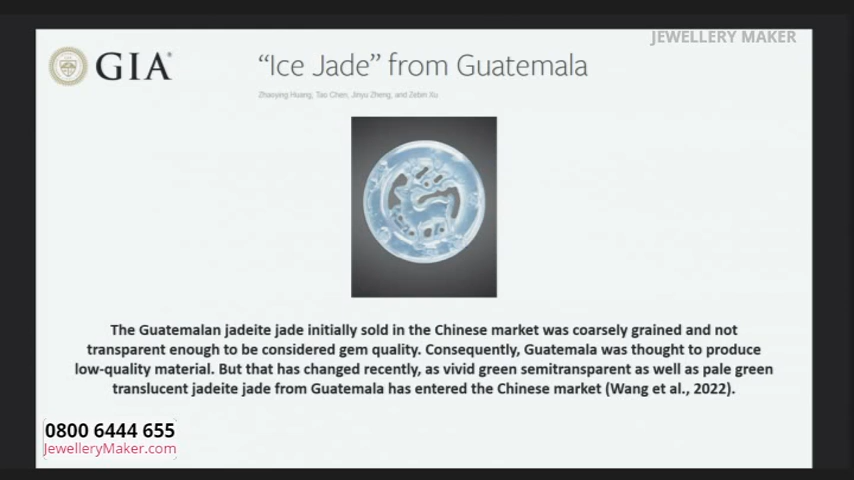 JEWELLERY MAKER
GIA®
“Ice Jade” from Guatemala
Zhaoying Huang, Tao Chen, Jinyu Zheng, and Zebin Xu
The Guatemalan jadeite jade initially sold in the Chinese market was coarsely grained and not
transparent enough to be considered gem quality. Consequently, Guatemala was thought to produce
low-quality material. But that has changed recently, as vivid green semitransparent as well as pale green
translucent jadeite jade from Guatemala has entered the Chinese market (Wang et al., 2022).
0800 6444 655
JewelleryMaker.com